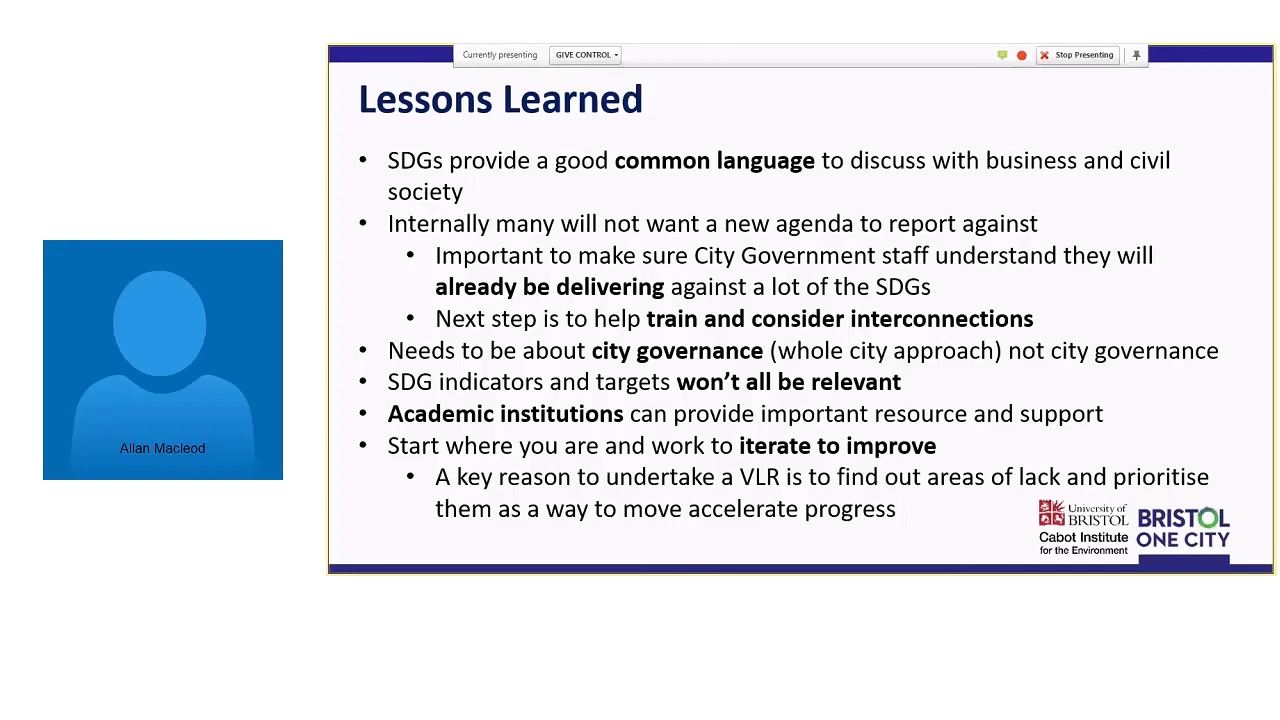 Currently presenting GIVE CONTROL Stop Presenting
Lessons Learned
• SDGs provide a good common language to discuss with business and civil
society
• Internally many will not want a new agenda to report against
• Important to make sure City Government staff understand they will
already be delivering against a lot of the SDGs
• Next step is to help train and consider interconnections
• Needs to be about city governance (whole city approach) not city governance
• SDG indicators and targets won't all be relevant
• Academic institutions can provide important resource and support
• Start where you are and work to iterate to improve
• A key reason to undertake a VLR is to find out areas of lack and prioritise
them as a way to move accelerate progress
Allan Macleod
University of
BRISTOL
Cabot Institute
for the Environment
BRISTOL
ONE CITY